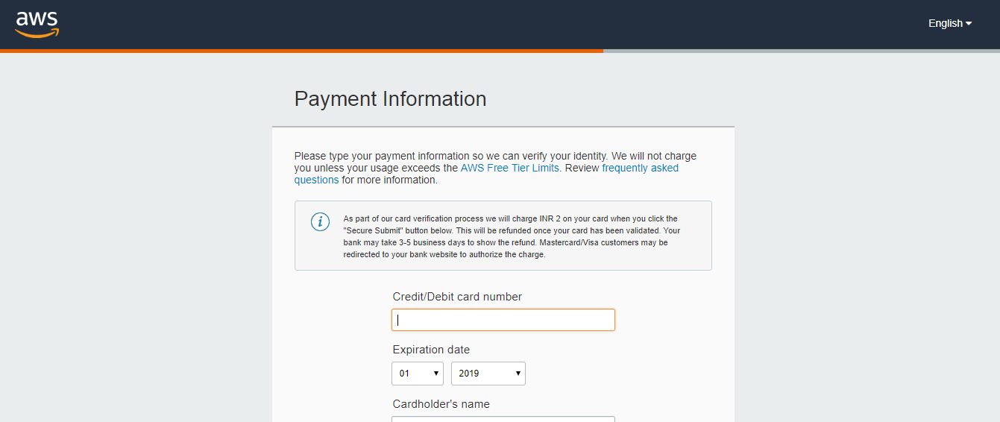 aws
English
Payment Information
Please type your payment information so we can verify your identity. We will not charge
you unless your usage exceeds the AWS Free Tier Limits. Review frequently asked
questions for more information.
As part of our card verification process we will charge INR 2 on your card when you click the
"Secure Submit" button below. This will be refunded once your card has been validated. Your
bank may take 3-5 business days to show the refund. Mastercard/Visa customers may be
redirected to your bank website to authorize the charge.
Credit/Debit card number
Expiration date
01 2019
Cardholder's name